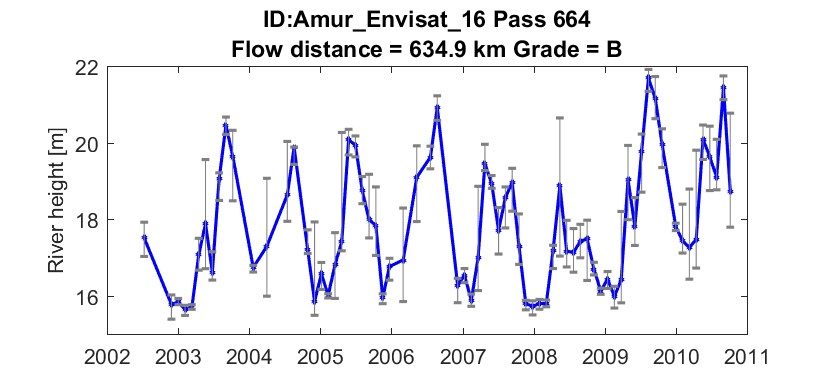 ID:Amur_Envisat_16 Pass 664
Flow distance = 634.9 km Grade = B
River height [m]
22
20
18
16
2002 2003 2004 2005 2006 2007 2008 2009 2010 2011